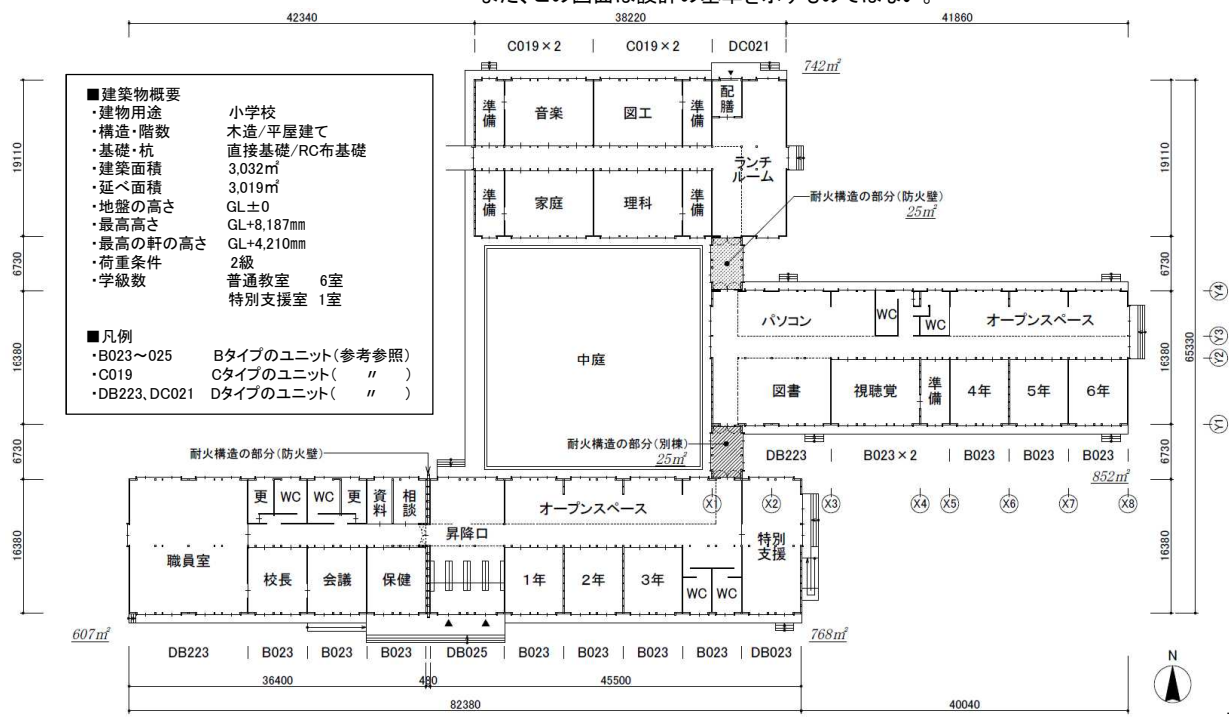 また、この図面は設計の基準を示すものではない。
42340
38220
41860
C019×2
C019×2
DC021
742㎡
■建築物概要
・建物用途 小学校
・構造・階数 木造/平屋建て
・基礎・杭 直接基礎/RC布基礎
・建築面積 3,032㎡
・延べ面積 3,019㎡
・地盤の高さ GL±0
・最高高さ GL+8,187mm
・最高の軒の高さ GL+4,210mm
・荷重条件 2級
・学級数 普通教室 6室
特別支援室 1室
■凡例
・B023～025 Bタイプのユニット(参考参照)
・C019 Cタイプのユニット( 〃 )
・DB223、DC021 Dタイプのユニット( 〃 )
準備
音楽
図工
準備
配膳
ランチルーム
準備
家庭
理科
準備
耐火構造の部分(防火壁)
25㎡
19110
6730
16380
6730
16380
19110
6730
16380
6730
16380
65330
中庭
パソコン
WC
WC
オープンスペース
図書
視聴覚
準備
4年
5年
6年
Y4
Y3
Y2
Y1
耐火構造の部分(別棟)
25㎡
DB223
B023×2
B023
B023
B023
852㎡
X1
X2
X3
X4
X5
X6
X7
X8
耐火構造の部分(防火壁)
職員室
更
WC
WC
更
資料
相談
校長
会議
保健
昇降口
オープンスペース
1年
2年
3年
WC
WC
特別支援
607㎡
768㎡
DB223
B023
B023
B023
DB025
B023
B023
B023
B023
DB023
36400
480
45500
82380
40040
N